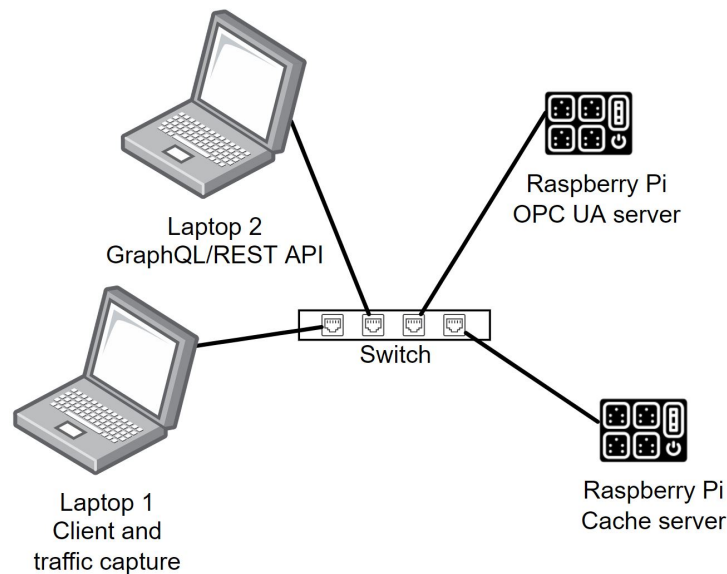 Laptop 2
GraphQL/REST API
Raspberry Pi
OPC UA server
Switch
Laptop 1
Client and
traffic capture
Raspberry Pi
Cache server